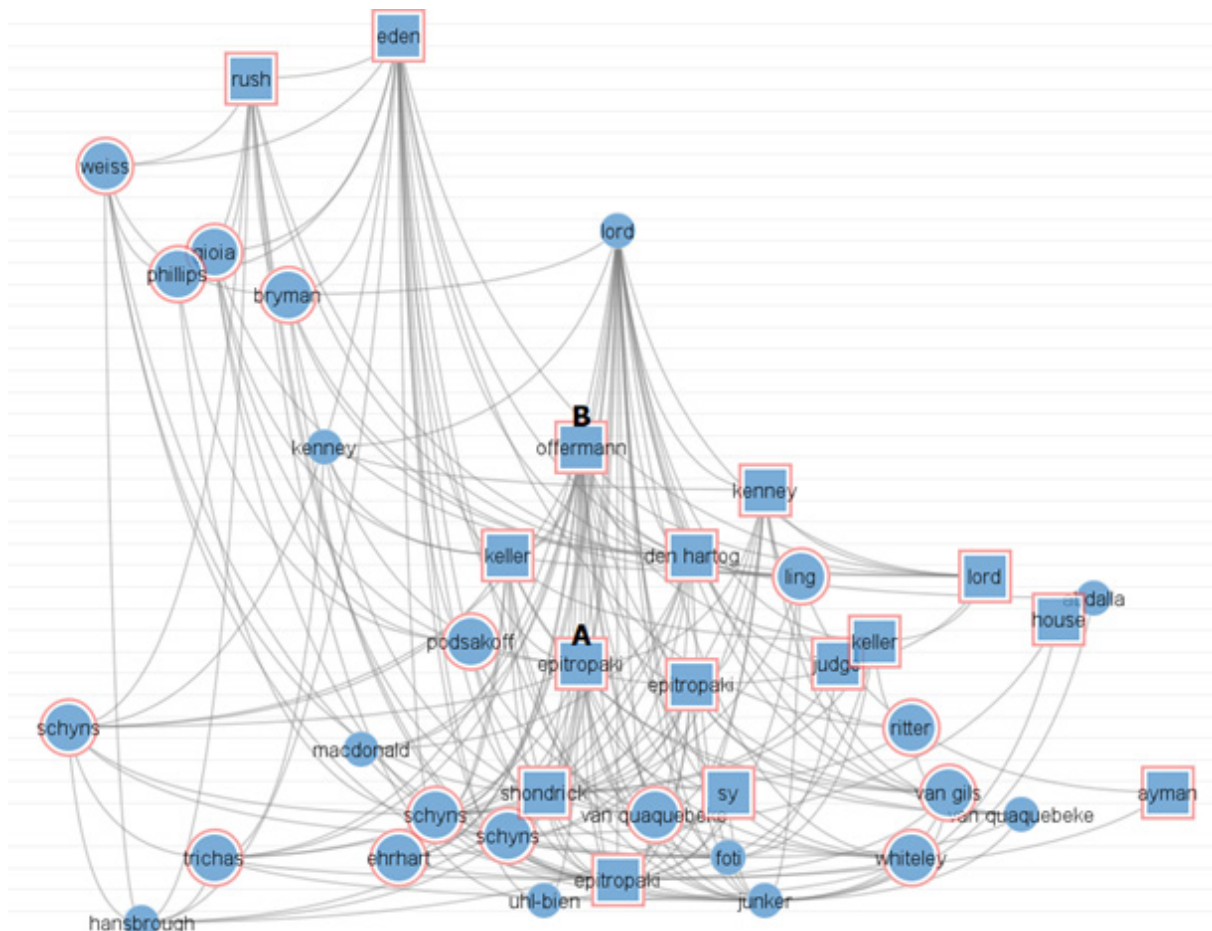 eden
rush
weiss
lord
gioia
phillips
bryman
B
kenney
offermann
kenney
keller
den hartog
ling
lord
abdalla
house
A
podsakoff
epitropaki
judge
keller
epitropaki
schyns
ritter
macdonald
shondrick
sy
van gils
ayman
schyns
van quaquebeke
van quaquebeke
schyns
trichas
ehrhart
foti
whiteley
epitropaki
uhl-bien
junker
hansbrough